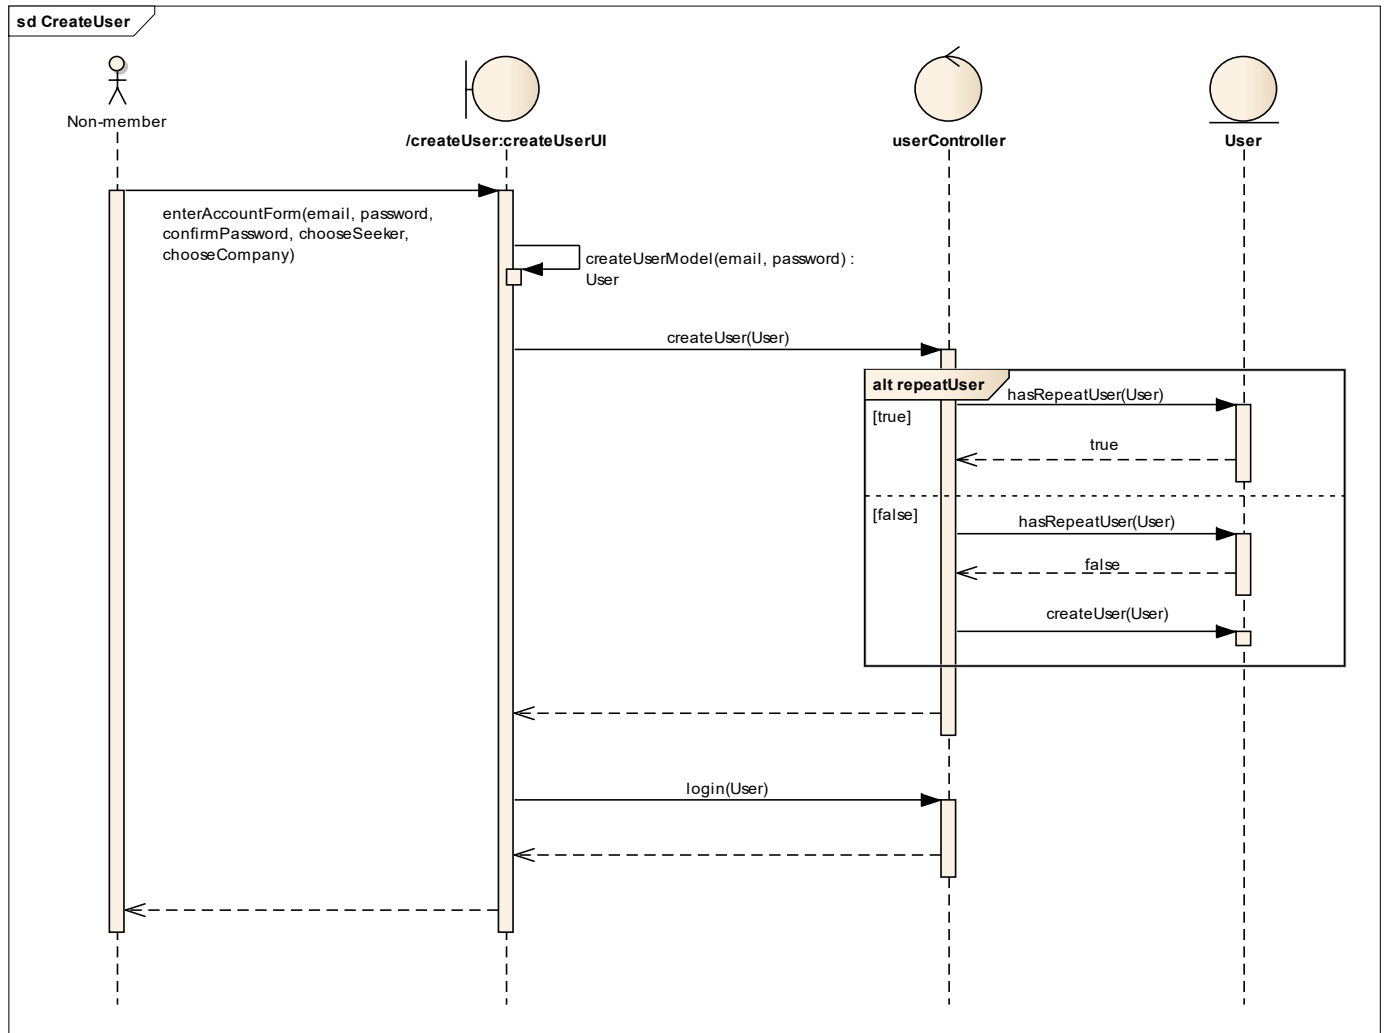 sd CreateUser
Non-member
/createUser:createUserUI
userController
User
enterAccountForm(email, password,
confirmPassword, chooseSeeker,
chooseCompany)
createUserModel(email, password) :
User
createUser(User)
alt repeatUser
hasRepeatUser(User)
[true]
true
[false]
hasRepeatUser(User)
false
createUser(User)
login(User)